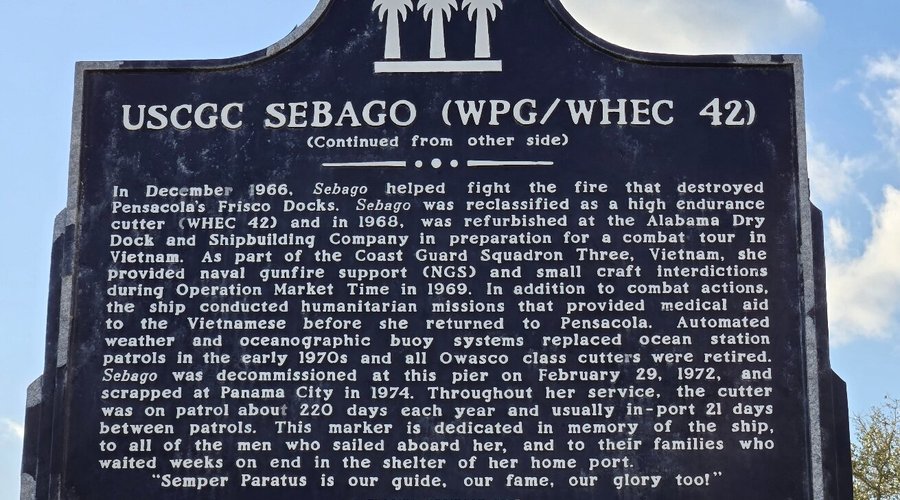 USCGC SEBAGO (WPG/WHEC 42)
(Continued from other side)
In December 1966, Sebago helped fight the fire that destroyed
Pensacola's Frisco Docks. Sebago was reclassified as a high endurance
cutter (WHEC 42) and in 1968, was refurbished at the Alabama Dry
Dock and Shipbuilding Company in preparation for a combat tour in
Vietnam. As part of the Coast Guard Squadron Three, Vietnam, she
provided naval gunfire support (NGS) and small craft interdictions
during Operation Market Time in 1969. In addition to combat actions,
the ship conducted humanitarian missions that provided medical aid
to the Vietnamese before she returned to Pensacola. Automated
weather and oceanographic buoy systems replaced ocean station
patrols in the early 1970s and all Owasco class cutters were retired.
Sebago was decommissioned at this pier on February 29, 1972, and
scrapped at Panama City in 1974. Throughout her service, the cutter
was on patrol about 220 days each year and usually in-port 21 days
between patrols. This marker is dedicated in memory of the ship,
to all of the men who sailed aboard her, and to their families who
waited weeks on end in the shelter of her home port.
"Semper Paratus is our guide, our fame, our glory too!"